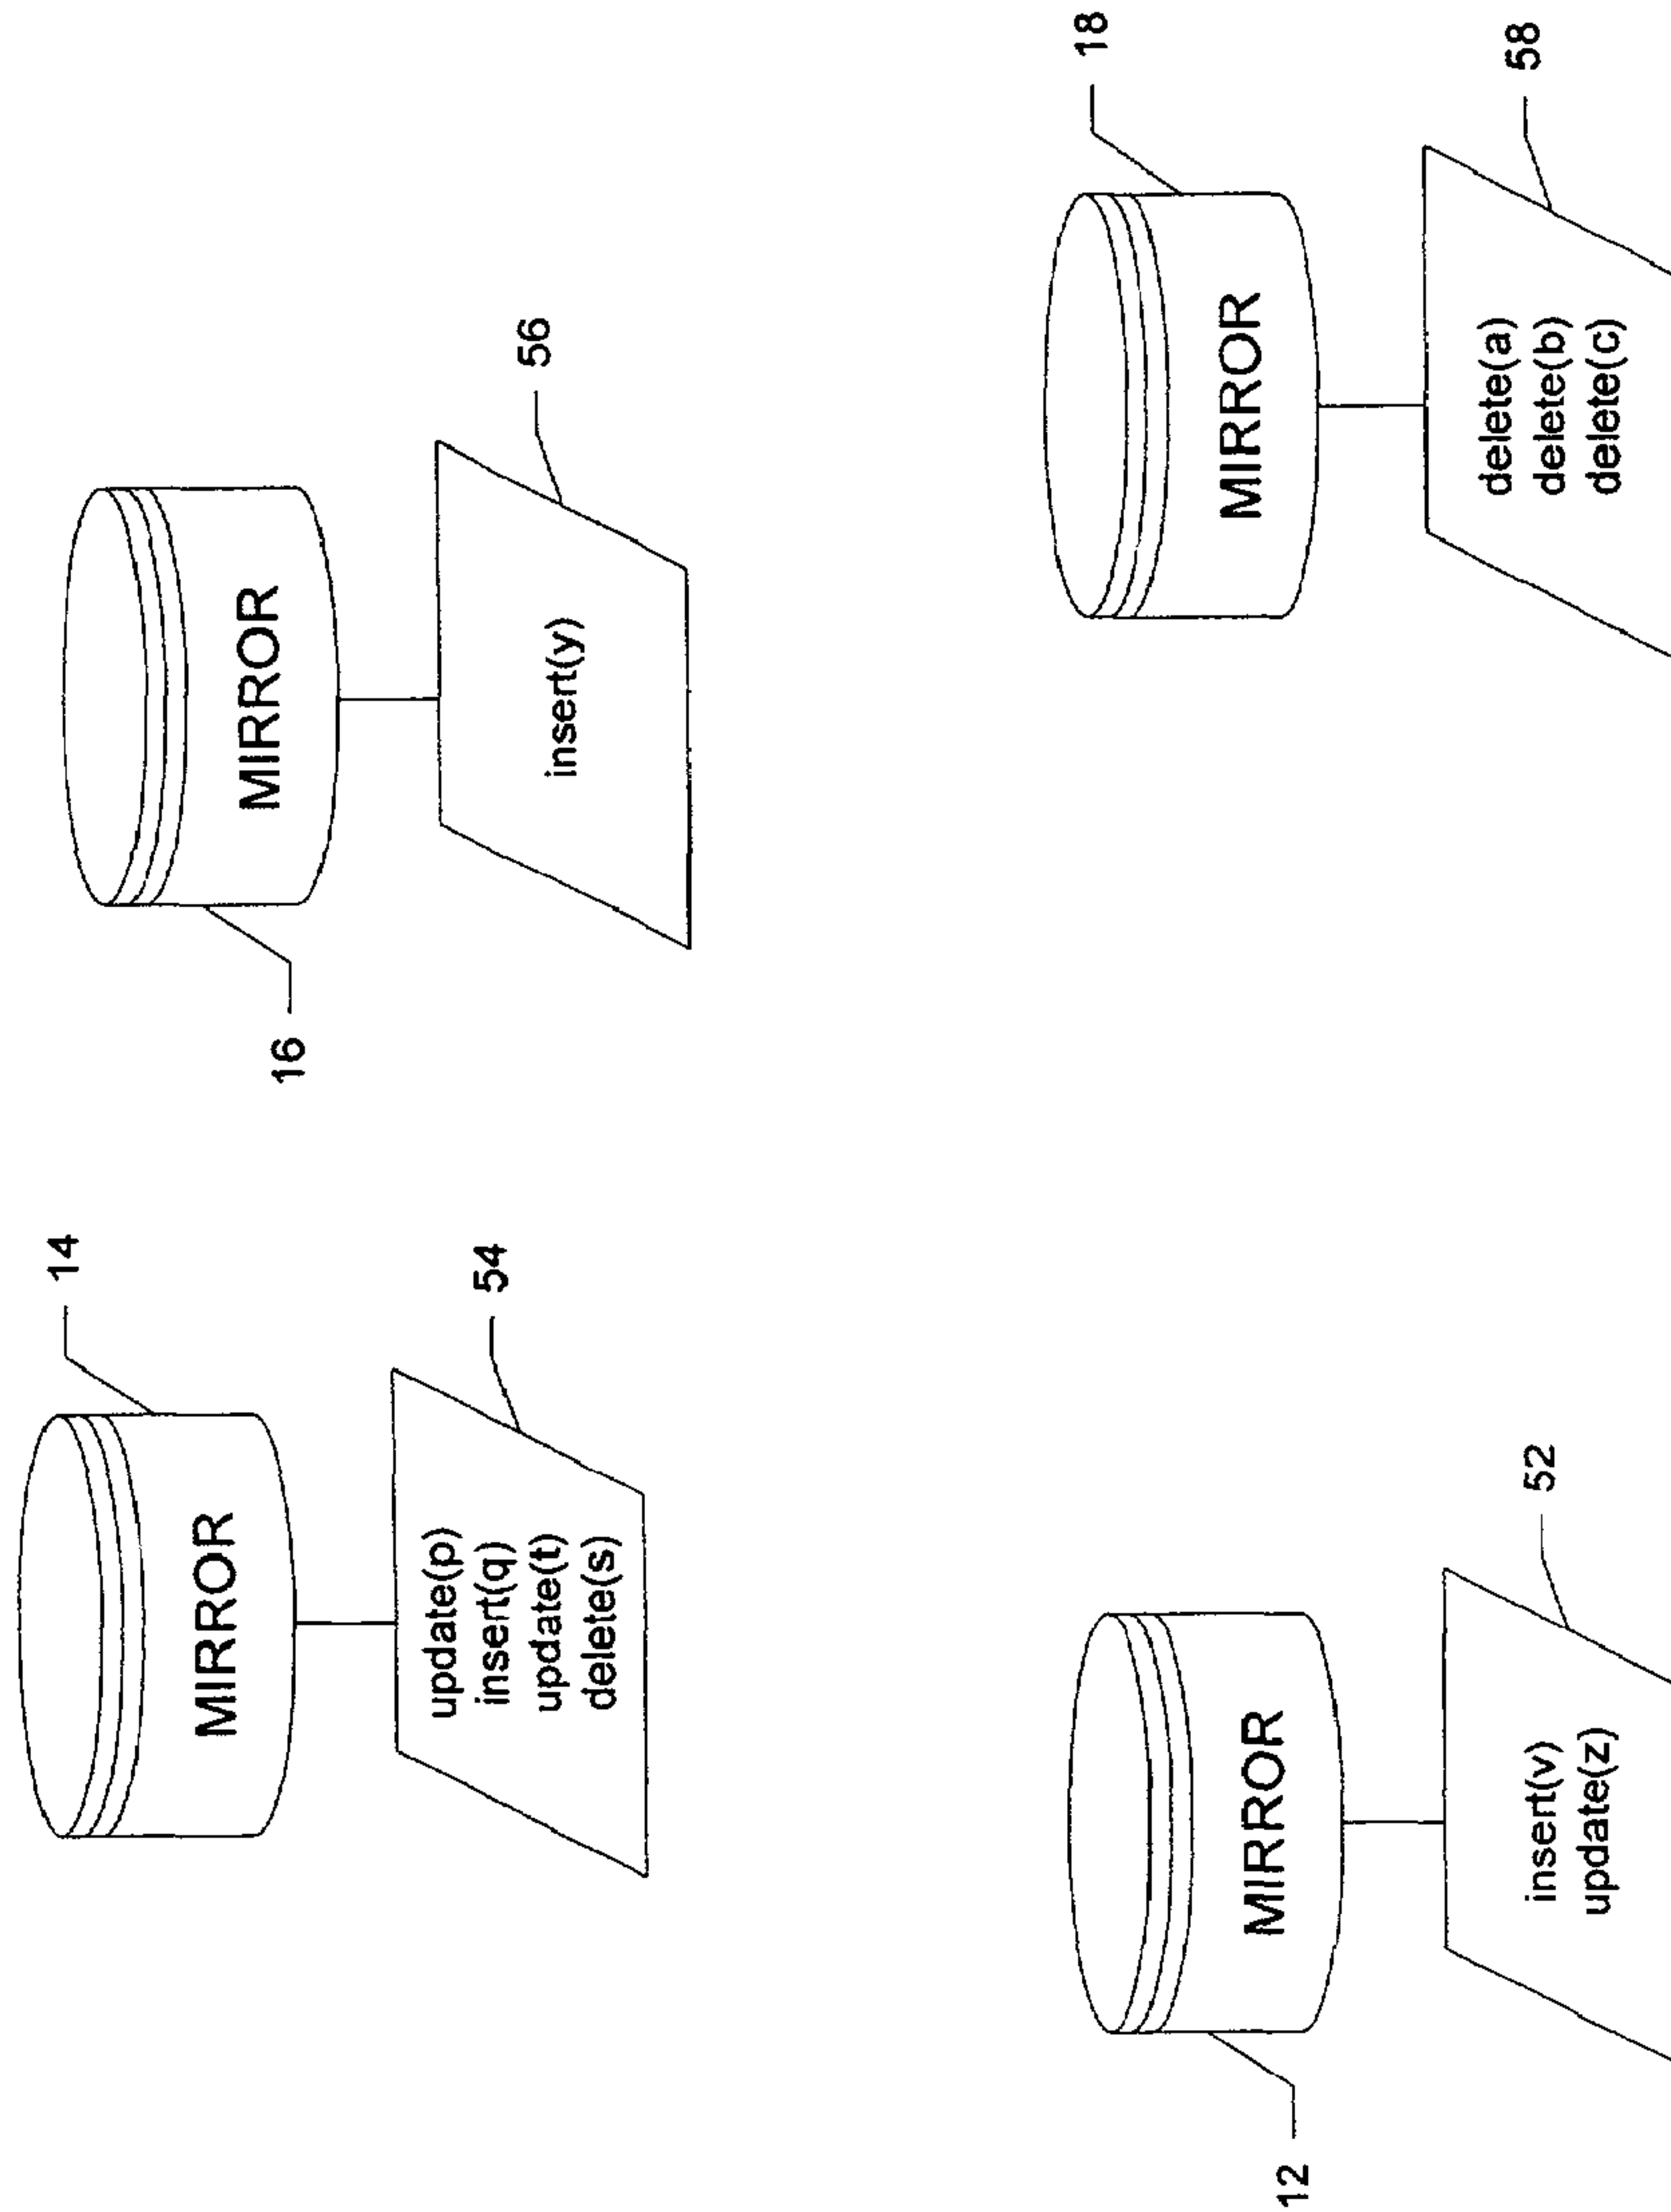 14
MIRROR
54
update(p)
insert(q)
update(t)
delete(s)
16
MIRROR
56
insert(y)
12
MIRROR
52
insert(v)
update(z)
18
MIRROR
58
delete(a)
delete(b)
delete(c)